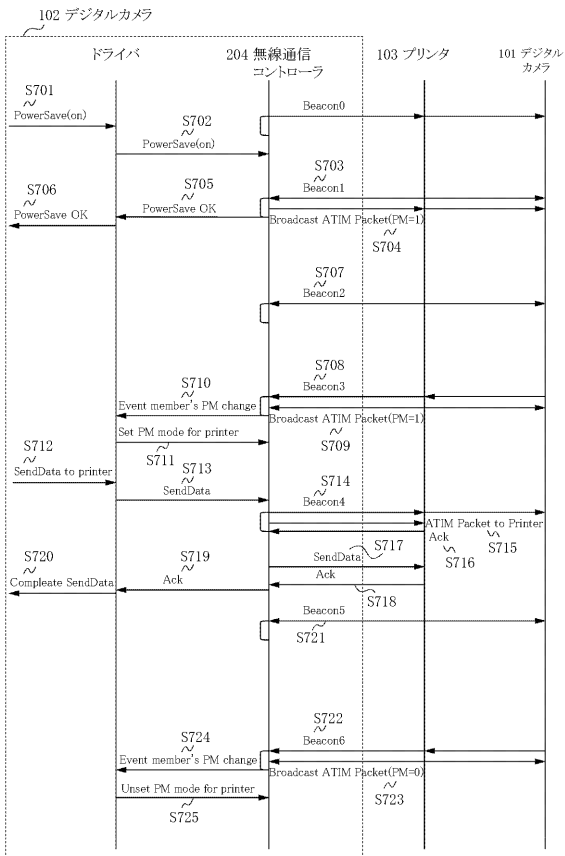 102 デジタルカメラ
ドライバ
204 無線通信
コントローラ
103 プリンタ
101 デジタル
カメラ
S701
PowerSave(on)
S702
PowerSave(on)
Beacon0
S703
Beacon1
S705
PowerSave OK
S706
PowerSave OK
Broadcast ATIM Packet(PM=1)
S704
S707
Beacon2
S708
Beacon3
S710
Event member's PM change
Broadcast ATIM Packet(PM=1)
S709
Set PM mode for printer
S711
S712
SendData to printer
S713
SendData
S714
Beacon4
ATIM Packet to Printer
S715
Ack
S716
S717
SendData
S719
Ack
S720
Compleate SendData
Ack
S718
Beacon5
S721
S722
Beacon6
S724
Event member's PM change
Broadcast ATIM Packet(PM=0)
S723
Unset PM mode for printer
S725